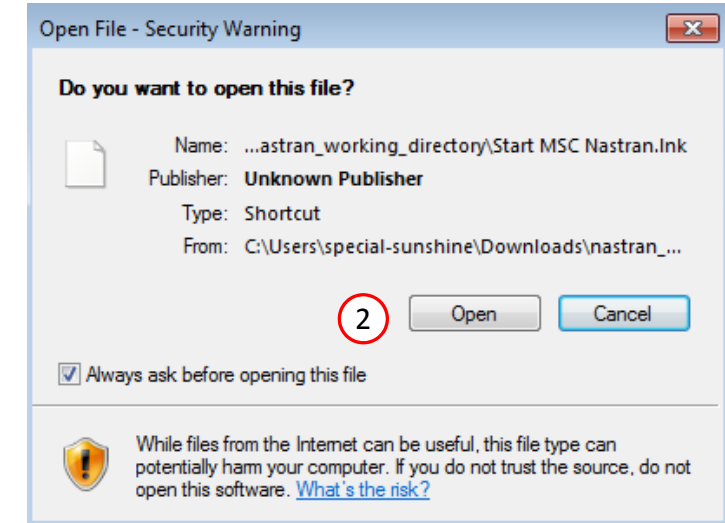 Open File - Security Warning
Do you want to open this file?
Name: ...astran_working_directory\Start MSC Nastran.lnk
Publisher: Unknown Publisher
Type: Shortcut
From: C:\Users\special-sunshine\Downloads\nastran_...
2 Open Cancel
Always ask before opening this file
While files from the Internet can be useful, this file type can
potentially harm your computer. If you do not trust the source, do not
open this software. What's the risk?